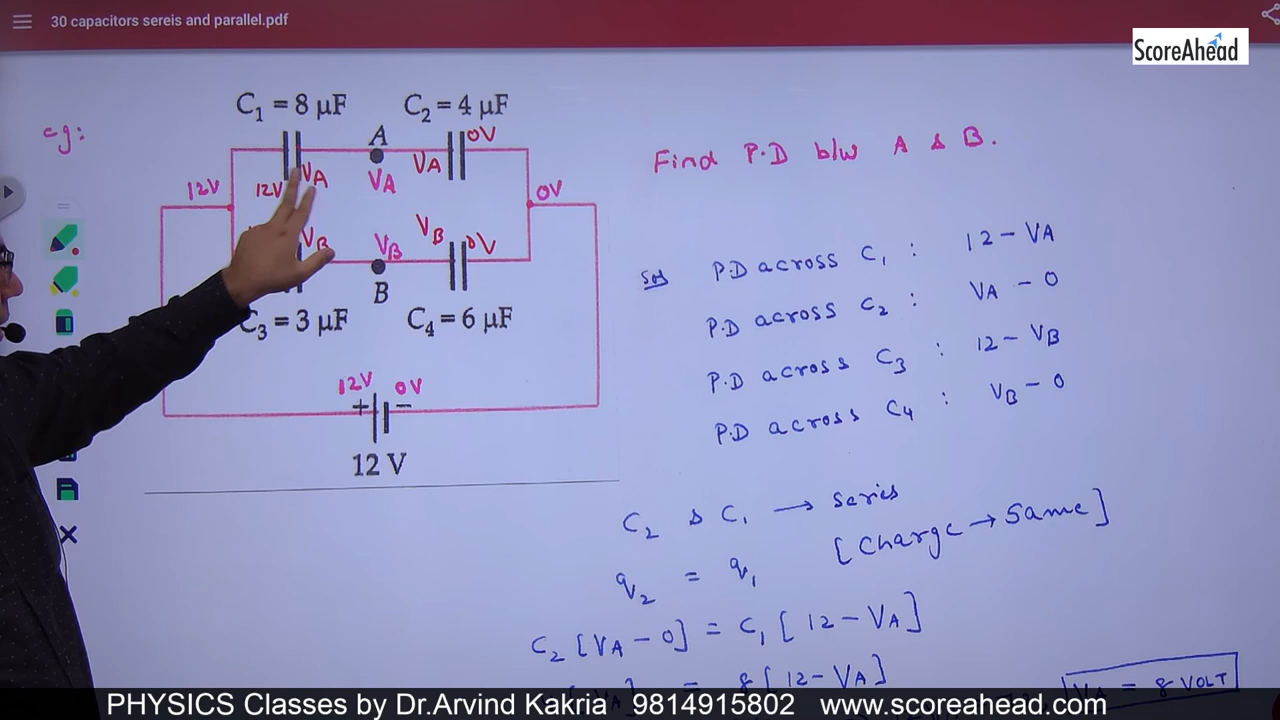 30 capacitors sereis and parallel.pdf
ScoreAhead
eg:
C1 = 8 μF
C2 = 4 μF
A
0V
12V
12V
VA
VA
VA
0V
VB
VB
VB
0V
B
C3 = 3 μF
C4 = 6 μF
12V
0V
+
−
12 V
Find P.D b/w A & B.
Sol
P.D across C1 : 12 − VA
P.D across C2 : VA − 0
P.D across C3 : 12 − VB
P.D across C4 : VB − 0
C2 & C1 → Series
[Charge → Same]
q2 = q1
C2 [VA − 0] = C1 [12 − VA]
= 8 [12 − VA]
VA = 8 VOLT
PHYSICS Classes by Dr.Arvind Kakria 9814915802 www.scoreahead.com